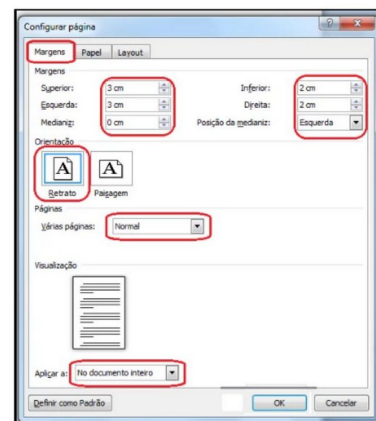 Configurar página
Margens Papel Layout
Margens
Superior: 3 cm Inferior: 2 cm
Esquerda: 3 cm Direita: 2 cm
Medianiz: 0 cm Posição da medianiz: Esquerda
Orientação
A A
Retrato Paisagem
Páginas
Várias páginas: Normal
Visualização
Aplicar a: No documento inteiro
Definir como Padrão OK Cancelar